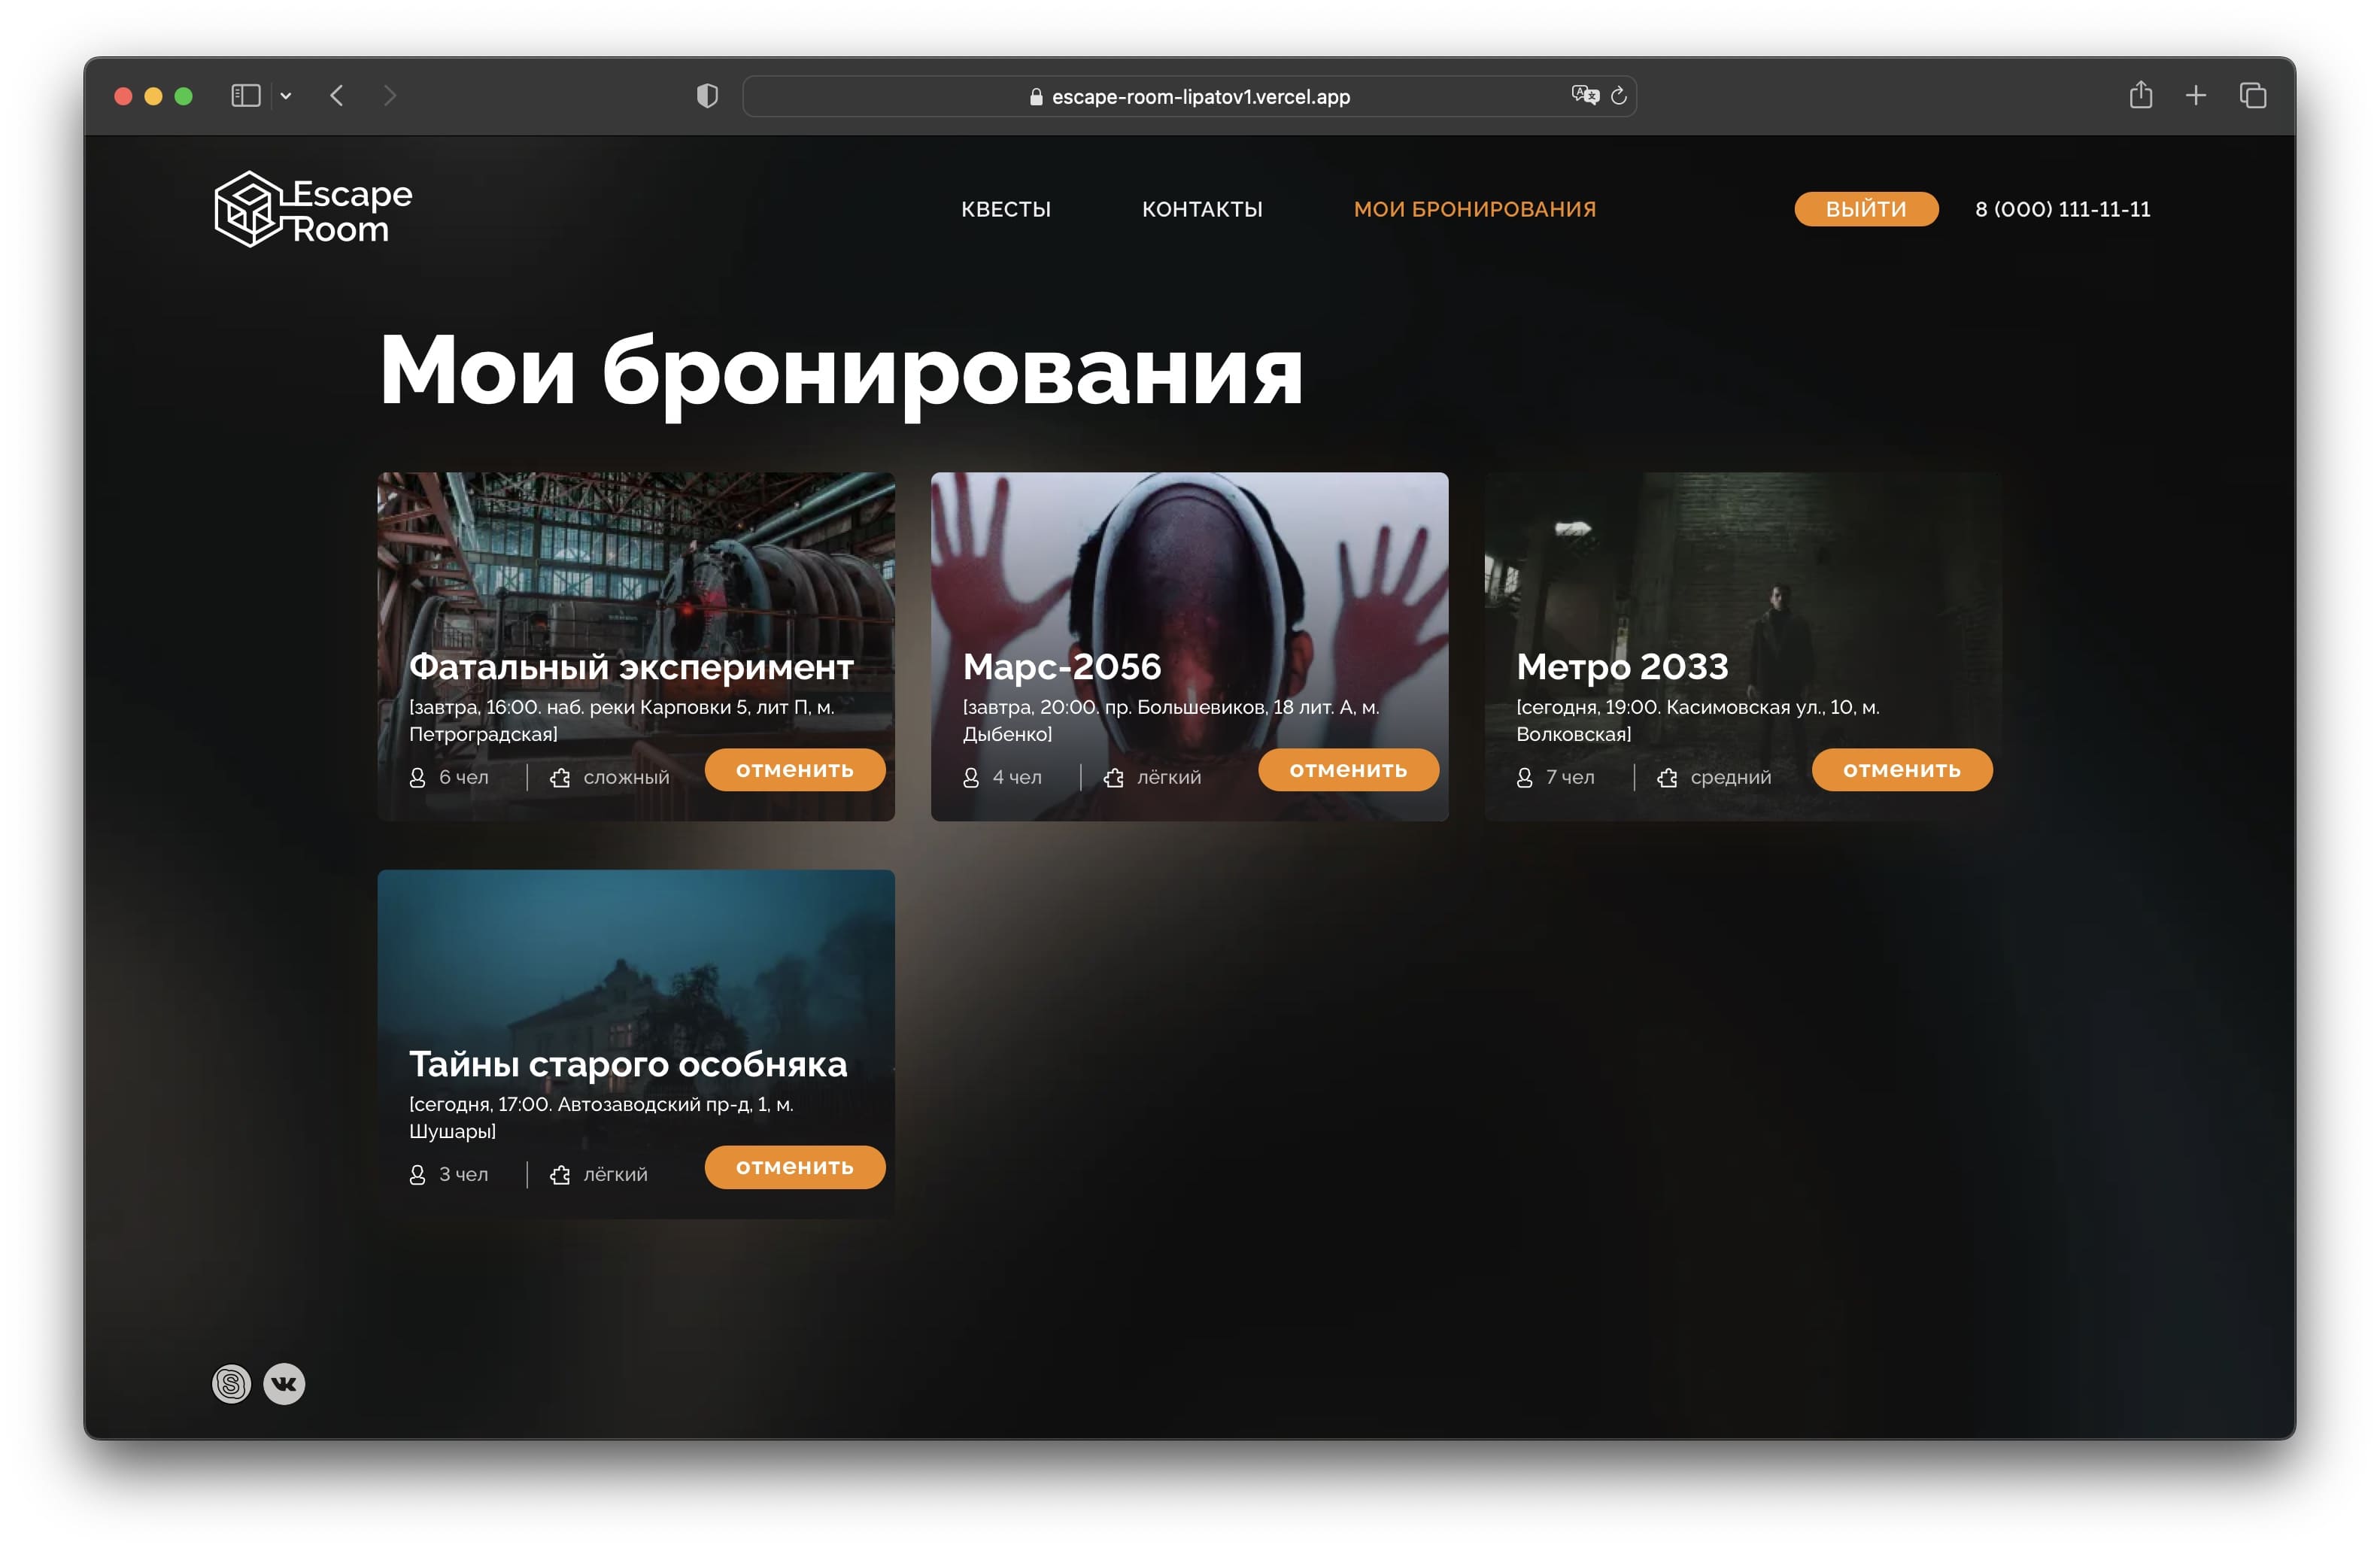 escape-room-lipatov1.vercel.app
Escape
Room
КВЕСТЫ
КОНТАКТЫ
МОИ БРОНИРОВАНИЯ
ВЫЙТИ
8 (000) 111-11-11
Мои бронирования
Фатальный эксперимент
[завтра, 16:00. наб. реки Карповки 5, лит П, м.
Петроградская]
6 чел
сложный
отменить
Марс-2056
[завтра, 20:00. пр. Большевиков, 18 лит. А, м.
Дыбенко]
4 чел
лёгкий
отменить
Метро 2033
[сегодня, 19:00. Касимовская ул., 10, м.
Волковская]
7 чел
средний
отменить
Тайны старого особняка
[сегодня, 17:00. Автозаводский пр-д, 1, м.
Шушары]
3 чел
лёгкий
отменить